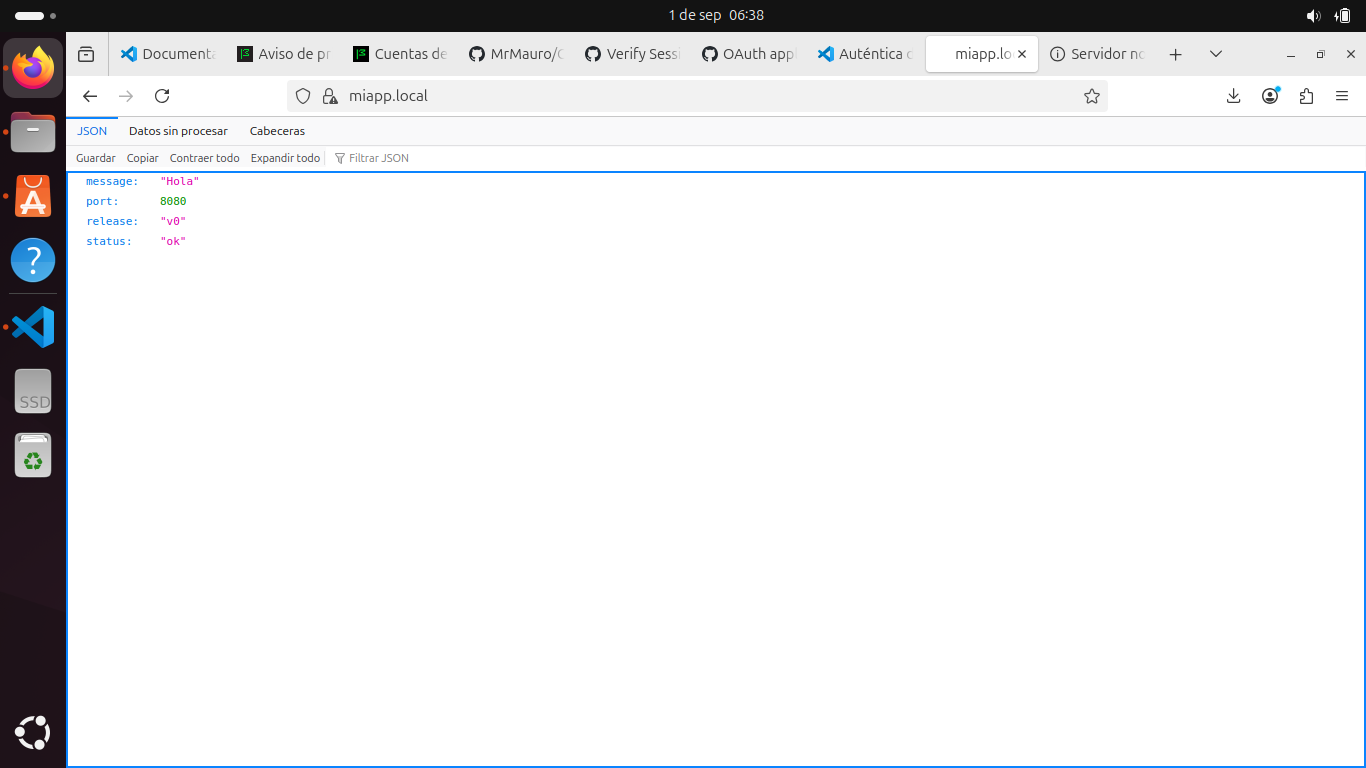 1 de sep 06:38
Documenta
Aviso de pr
Cuentas de
MrMauro/C
Verify Sessi
OAuth app
Auténtica d
miapp.lo
Servidor no
miapp.local
JSON
Datos sin procesar
Cabeceras
Guardar
Copiar
Contraer todo
Expandir todo
Filtrar JSON
message: "Hola"
port: 8080
release: "v0"
status: "ok"
SSD